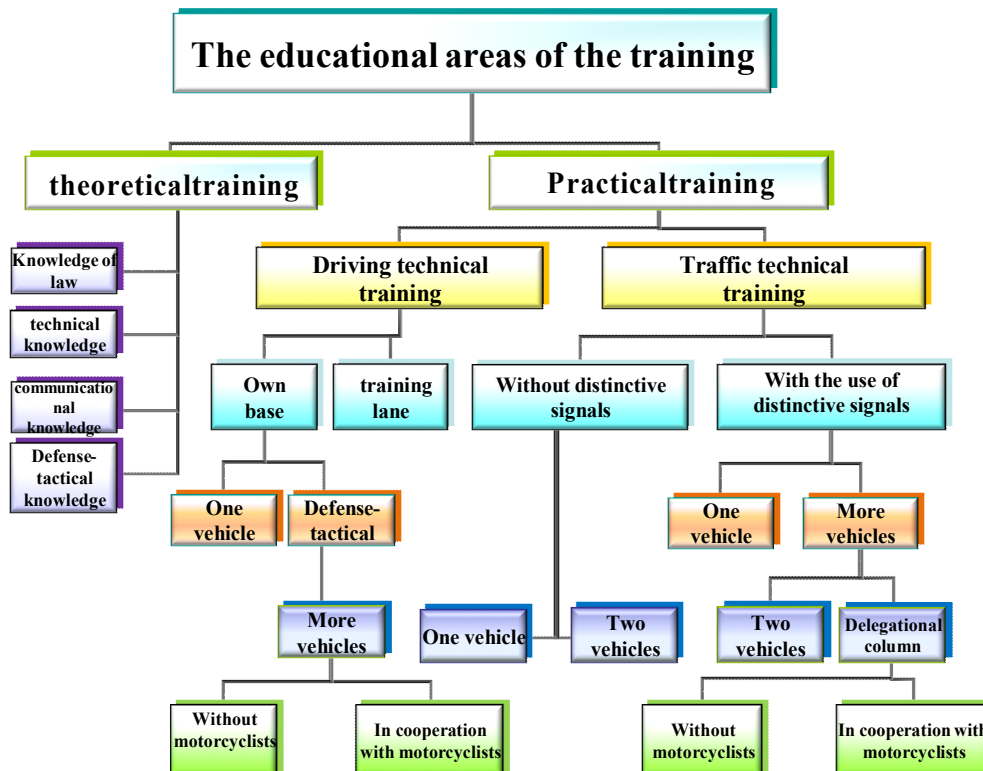 The educational areas of the training
theoreticaltraining
Practicaltraining
Knowledge of
law
technical
knowledge
communicatio
nal
knowledge
Defense-
tactical
knowledge
Driving technical
training
Traffic technical
training
Own
base
training
lane
Without distinctive
signals
With the use of
distinctive signals
One
vehicle
Defense-
tactical
One
vehicle
More
vehicles
More
vehicles
One vehicle
Two
vehicles
Two
vehicles
Delegational
column
Without
motorcyclists
In cooperation
with motorcyclists
Without
motorcyclists
In cooperation with
motorcyclists